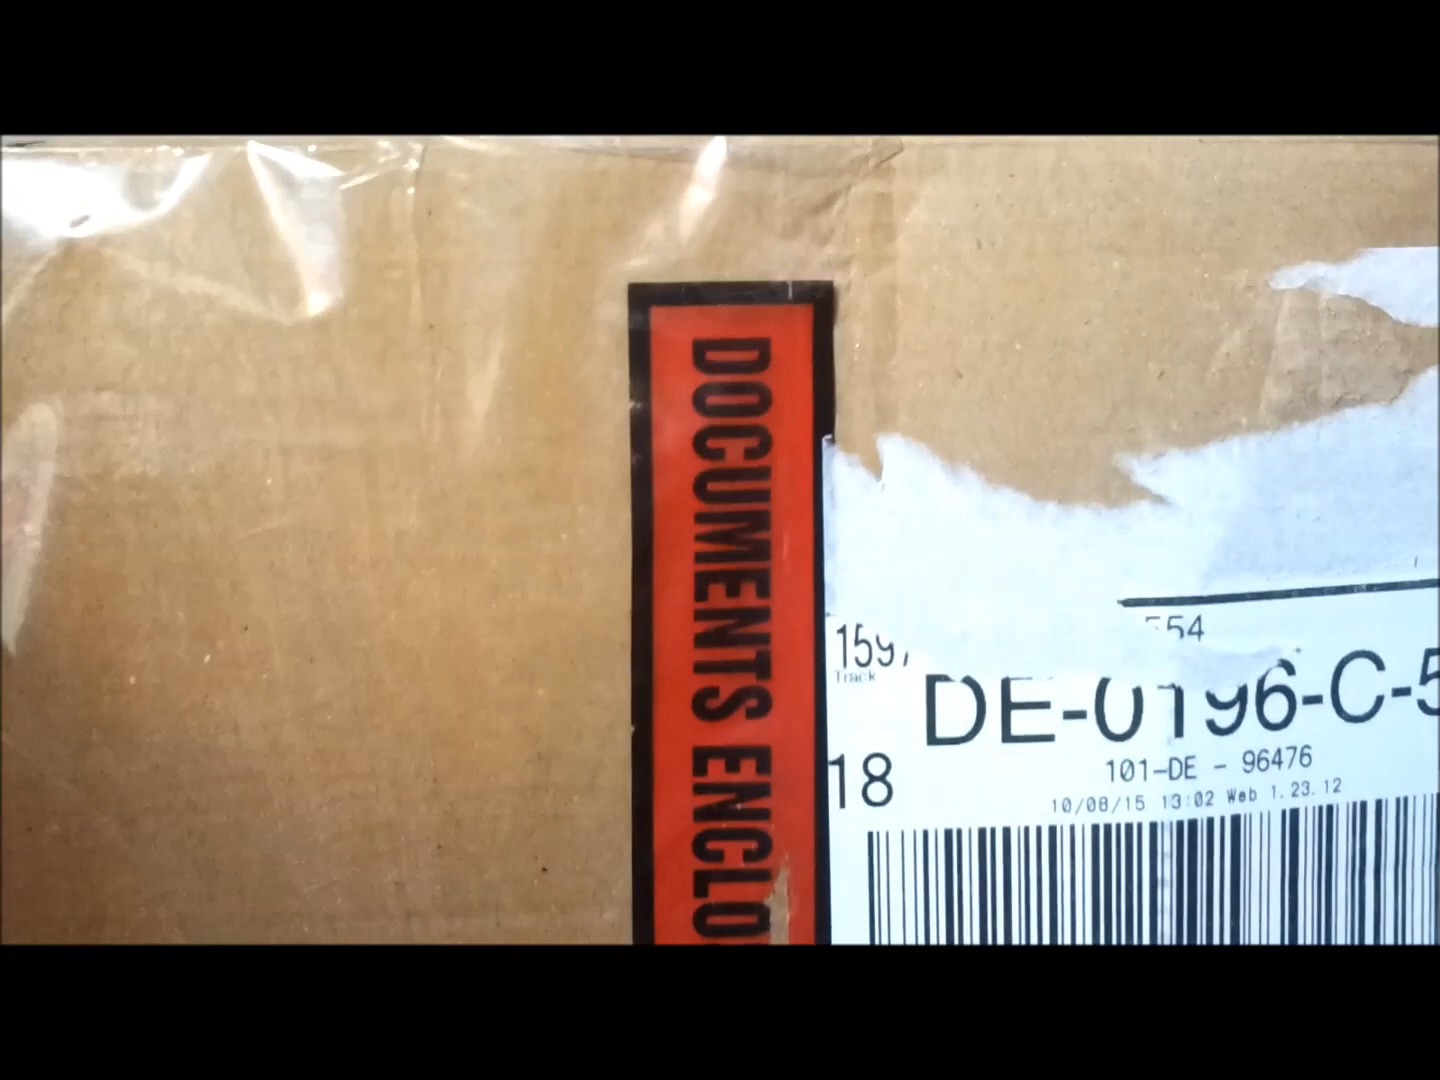 DOCUMENTS ENCLO
554
159
Track
DE-0196-C-5
18
101-DE - 96476
10/08/15 13:02 Web 1.23.12